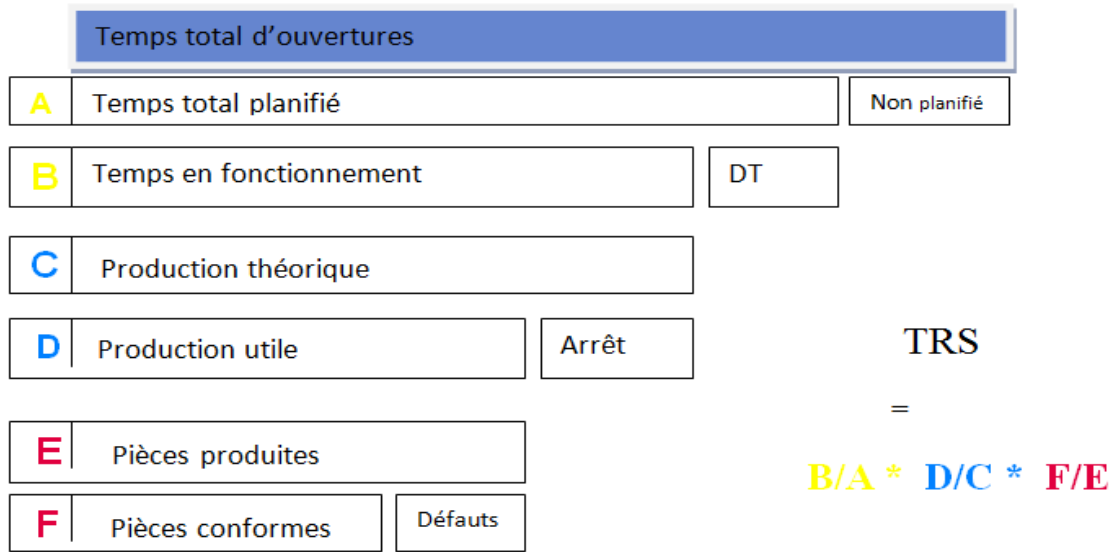 Temps total d’ouvertures
A Temps total planifié Non planifié
B Temps en fonctionnement DT
C Production théorique
D Production utile Arrêt
TRS
=
E Pièces produites
B/A * D/C * F/E
F Pièces conformes Défauts